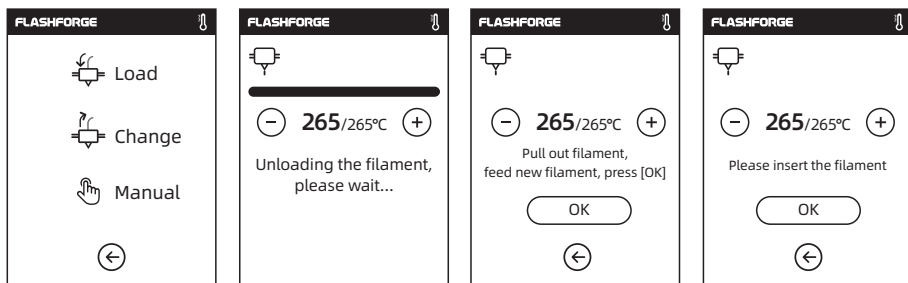 FLASHFORGE
Load
Change
Manual
FLASHFORGE
265/265℃
Unloading the filament,
please wait...
FLASHFORGE
265/265℃
Pull out filament,
feed new filament, press [OK]
OK
FLASHFORGE
265/265℃
Please insert the filament
OK